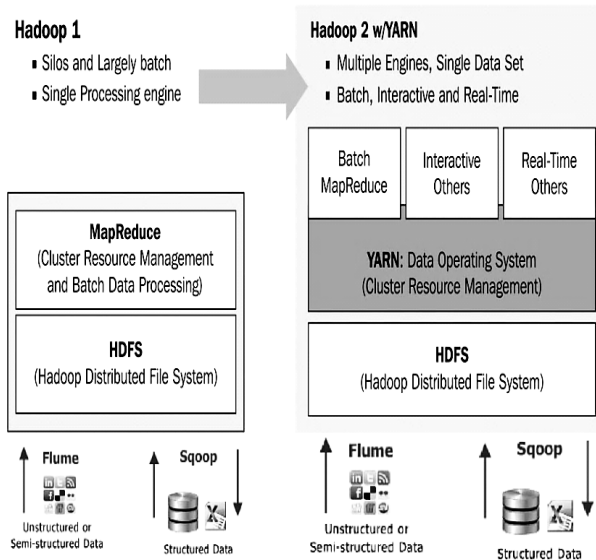 Hadoop 1
▪ Silos and Largely batch
▪ Single Processing engine
MapReduce
(Cluster Resource Management
and Batch Data Processing)
HDFS
(Hadoop Distributed File System)
Flume
Unstructured or
Semi-structured Data
Sqoop
Structured Data
Hadoop 2 w/YARN
▪ Multiple Engines, Single Data Set
▪ Batch, Interactive and Real-Time
Batch
MapReduce
Interactive
Others
Real-Time
Others
YARN: Data Operating System
(Cluster Resource Management)
HDFS
(Hadoop Distributed File System)
Flume
Unstructured or
Semi-structured Data
Sqoop
Structured Data